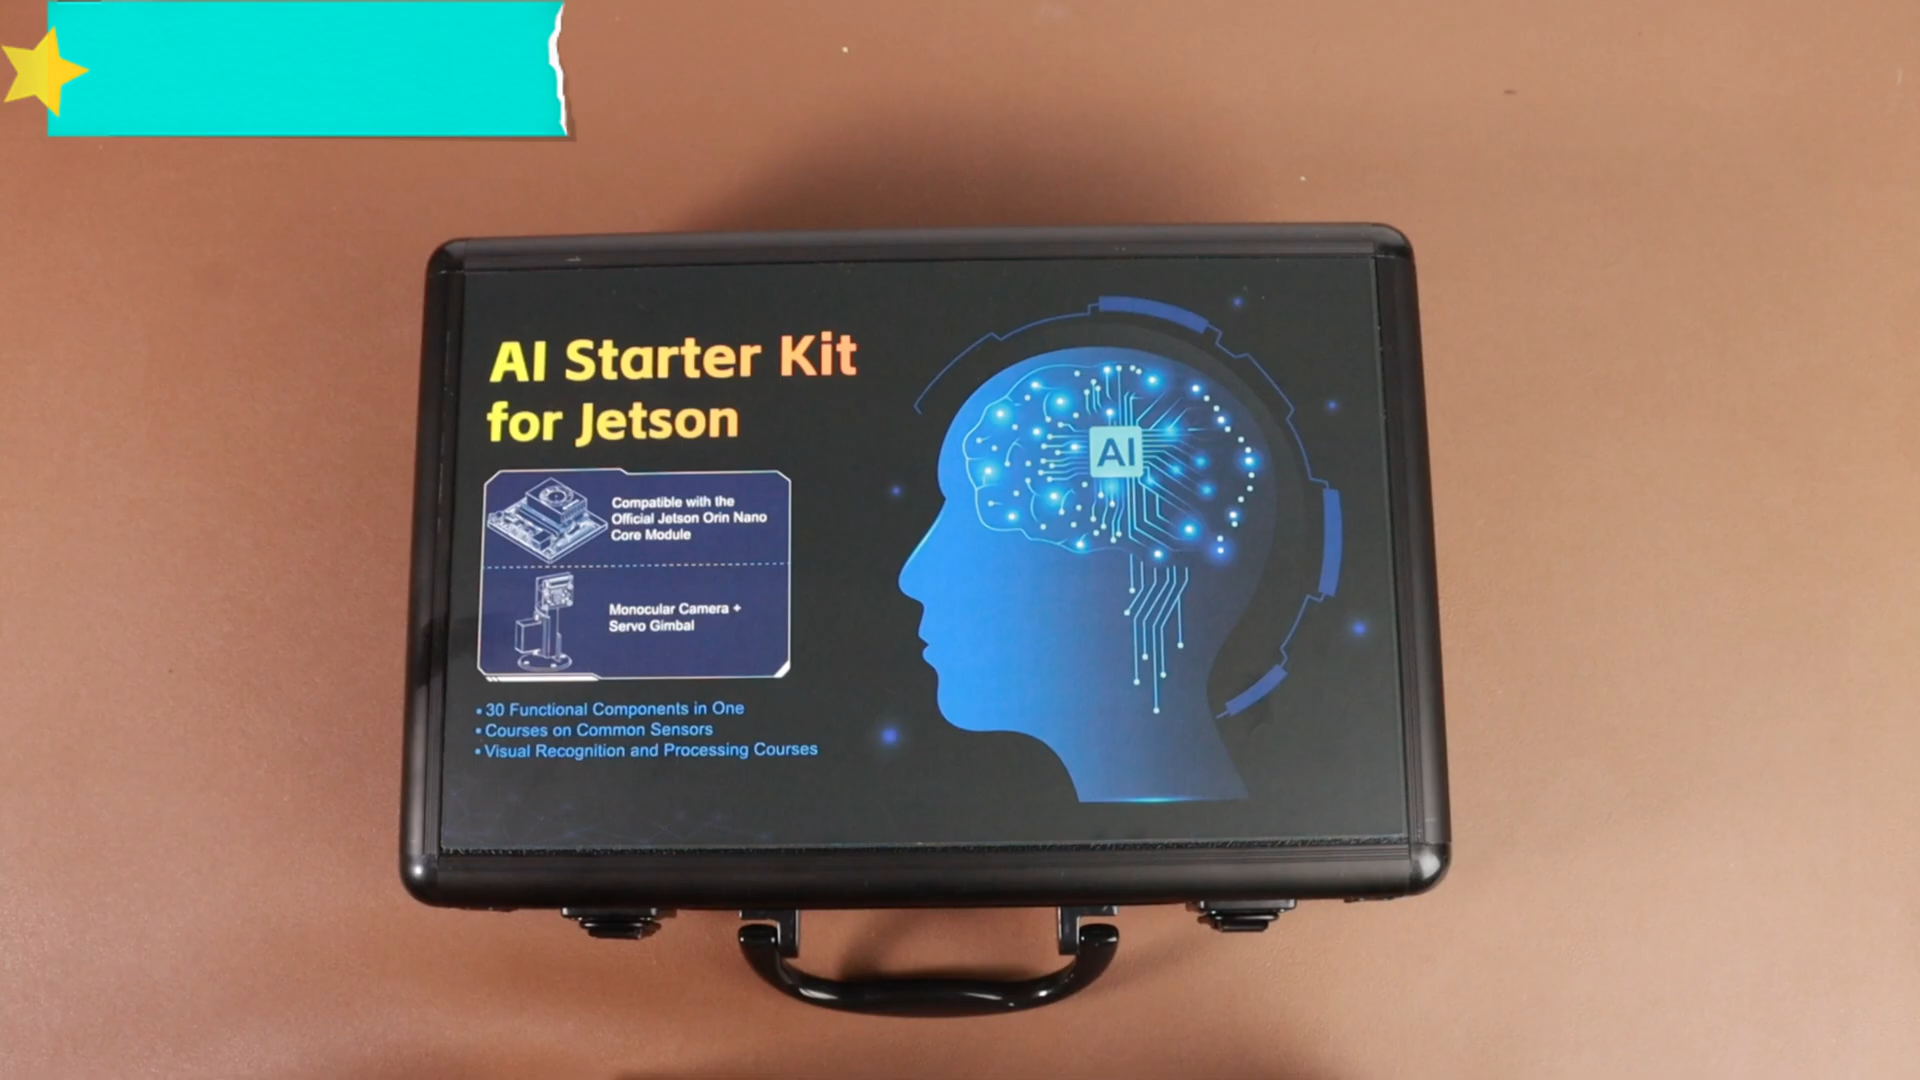 AI Starter Kit
for Jetson
Compatible with the
Official Jetson Orin Nano
Core Module
Monocular Camera +
Servo Gimbal
• 30 Functional Components in One
• Courses on Common Sensors
• Visual Recognition and Processing Courses
AI